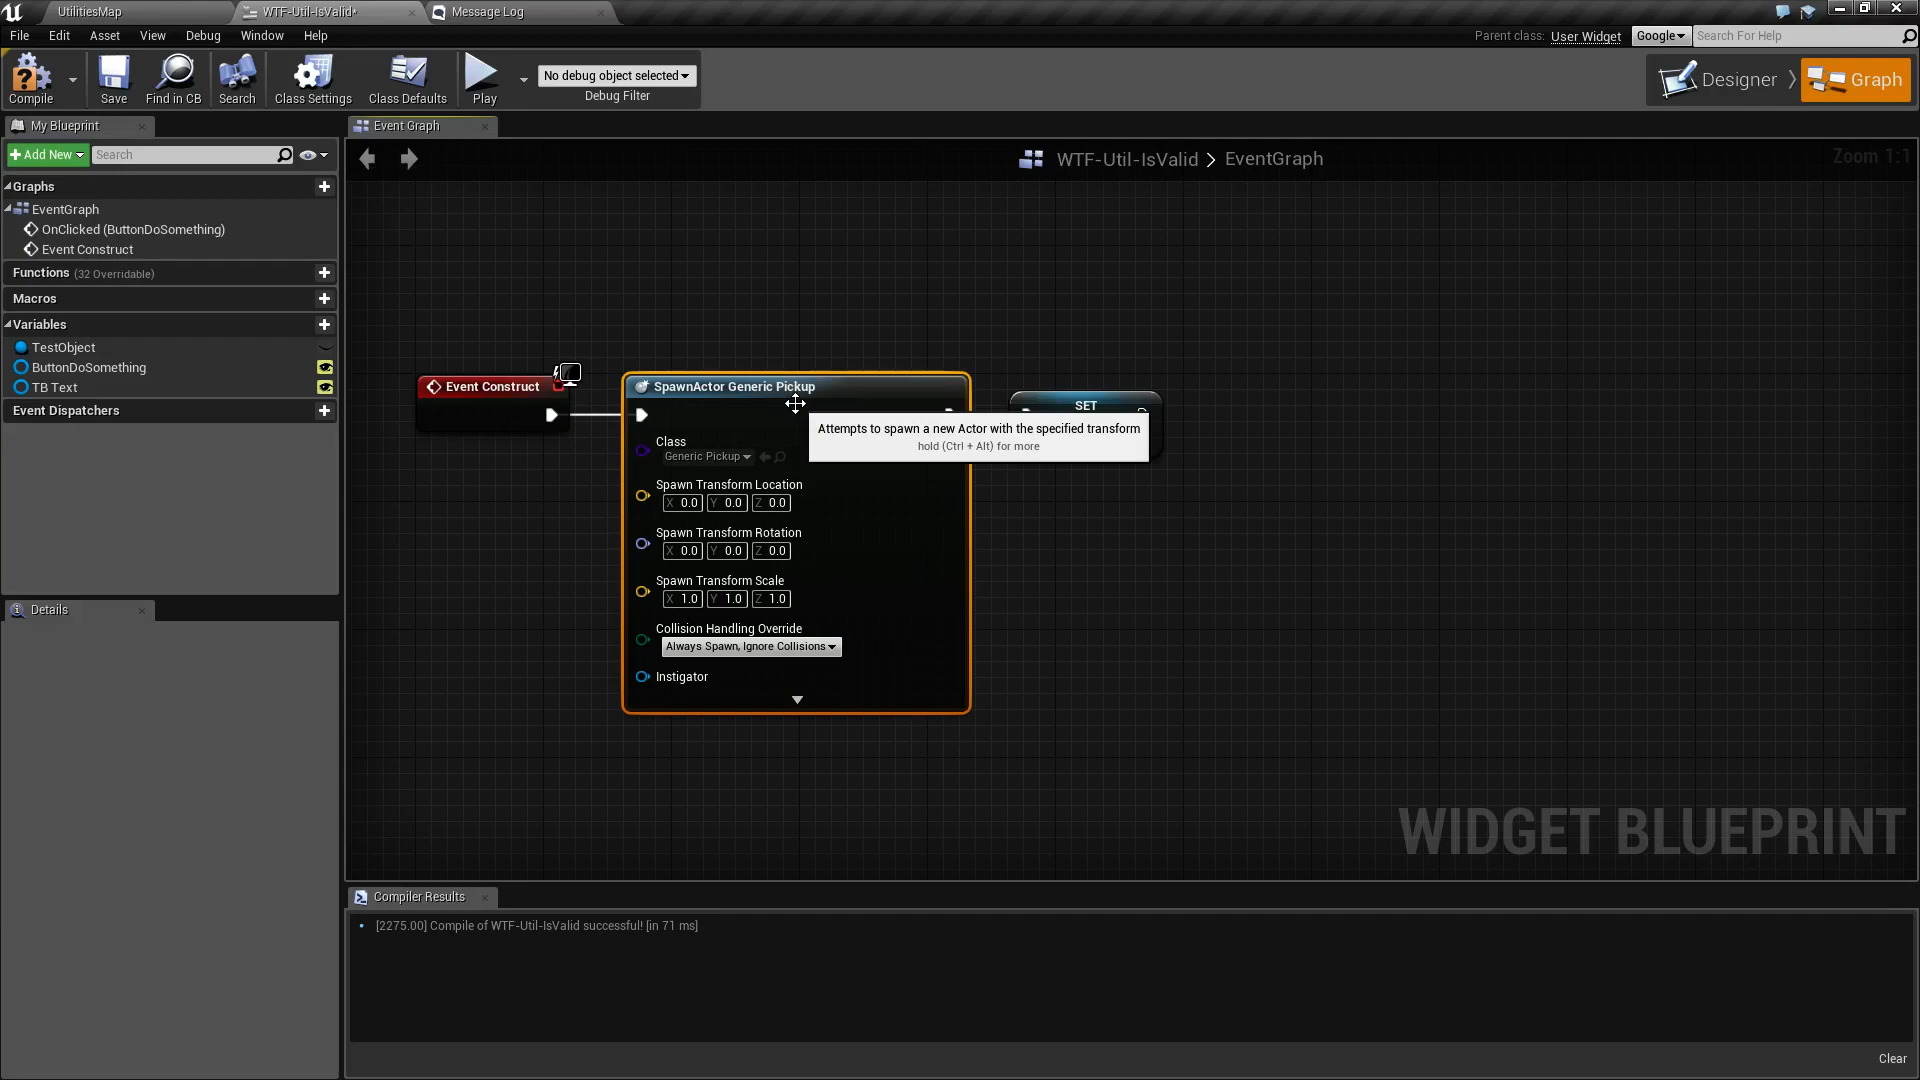 UtilitiesMap
WTF-Util-IsValid*
Message Log
File Edit Asset View Debug Window Help
Parent class: User Widget Google Search For Help
Compile
Save
Find in CB
Search
Class Settings
Class Defaults
Play
No debug object selected
Debug Filter
Designer
Graph
My Blueprint
Event Graph
+ Add New Search
WTF-Util-IsValid > EventGraph
Zoom 1:1
Graphs
EventGraph
OnClicked (ButtonDoSomething)
Event Construct
Functions (32 Overridable)
Macros
Variables
TestObject
ButtonDoSomething
TB Text
Event Dispatchers
Details
Event Construct
SpawnActor Generic Pickup
SET
Attempts to spawn a new Actor with the specified transform
hold (Ctrl + Alt) for more
Class
Generic Pickup
Spawn Transform Location
X 0.0 Y 0.0 Z 0.0
Spawn Transform Rotation
X 0.0 Y 0.0 Z 0.0
Spawn Transform Scale
X 1.0 Y 1.0 Z 1.0
Collision Handling Override
Always Spawn, Ignore Collisions
Instigator
WIDGET BLUEPRINT
Compiler Results
[2275.00] Compile of WTF-Util-IsValid successful! [in 71 ms]
Clear